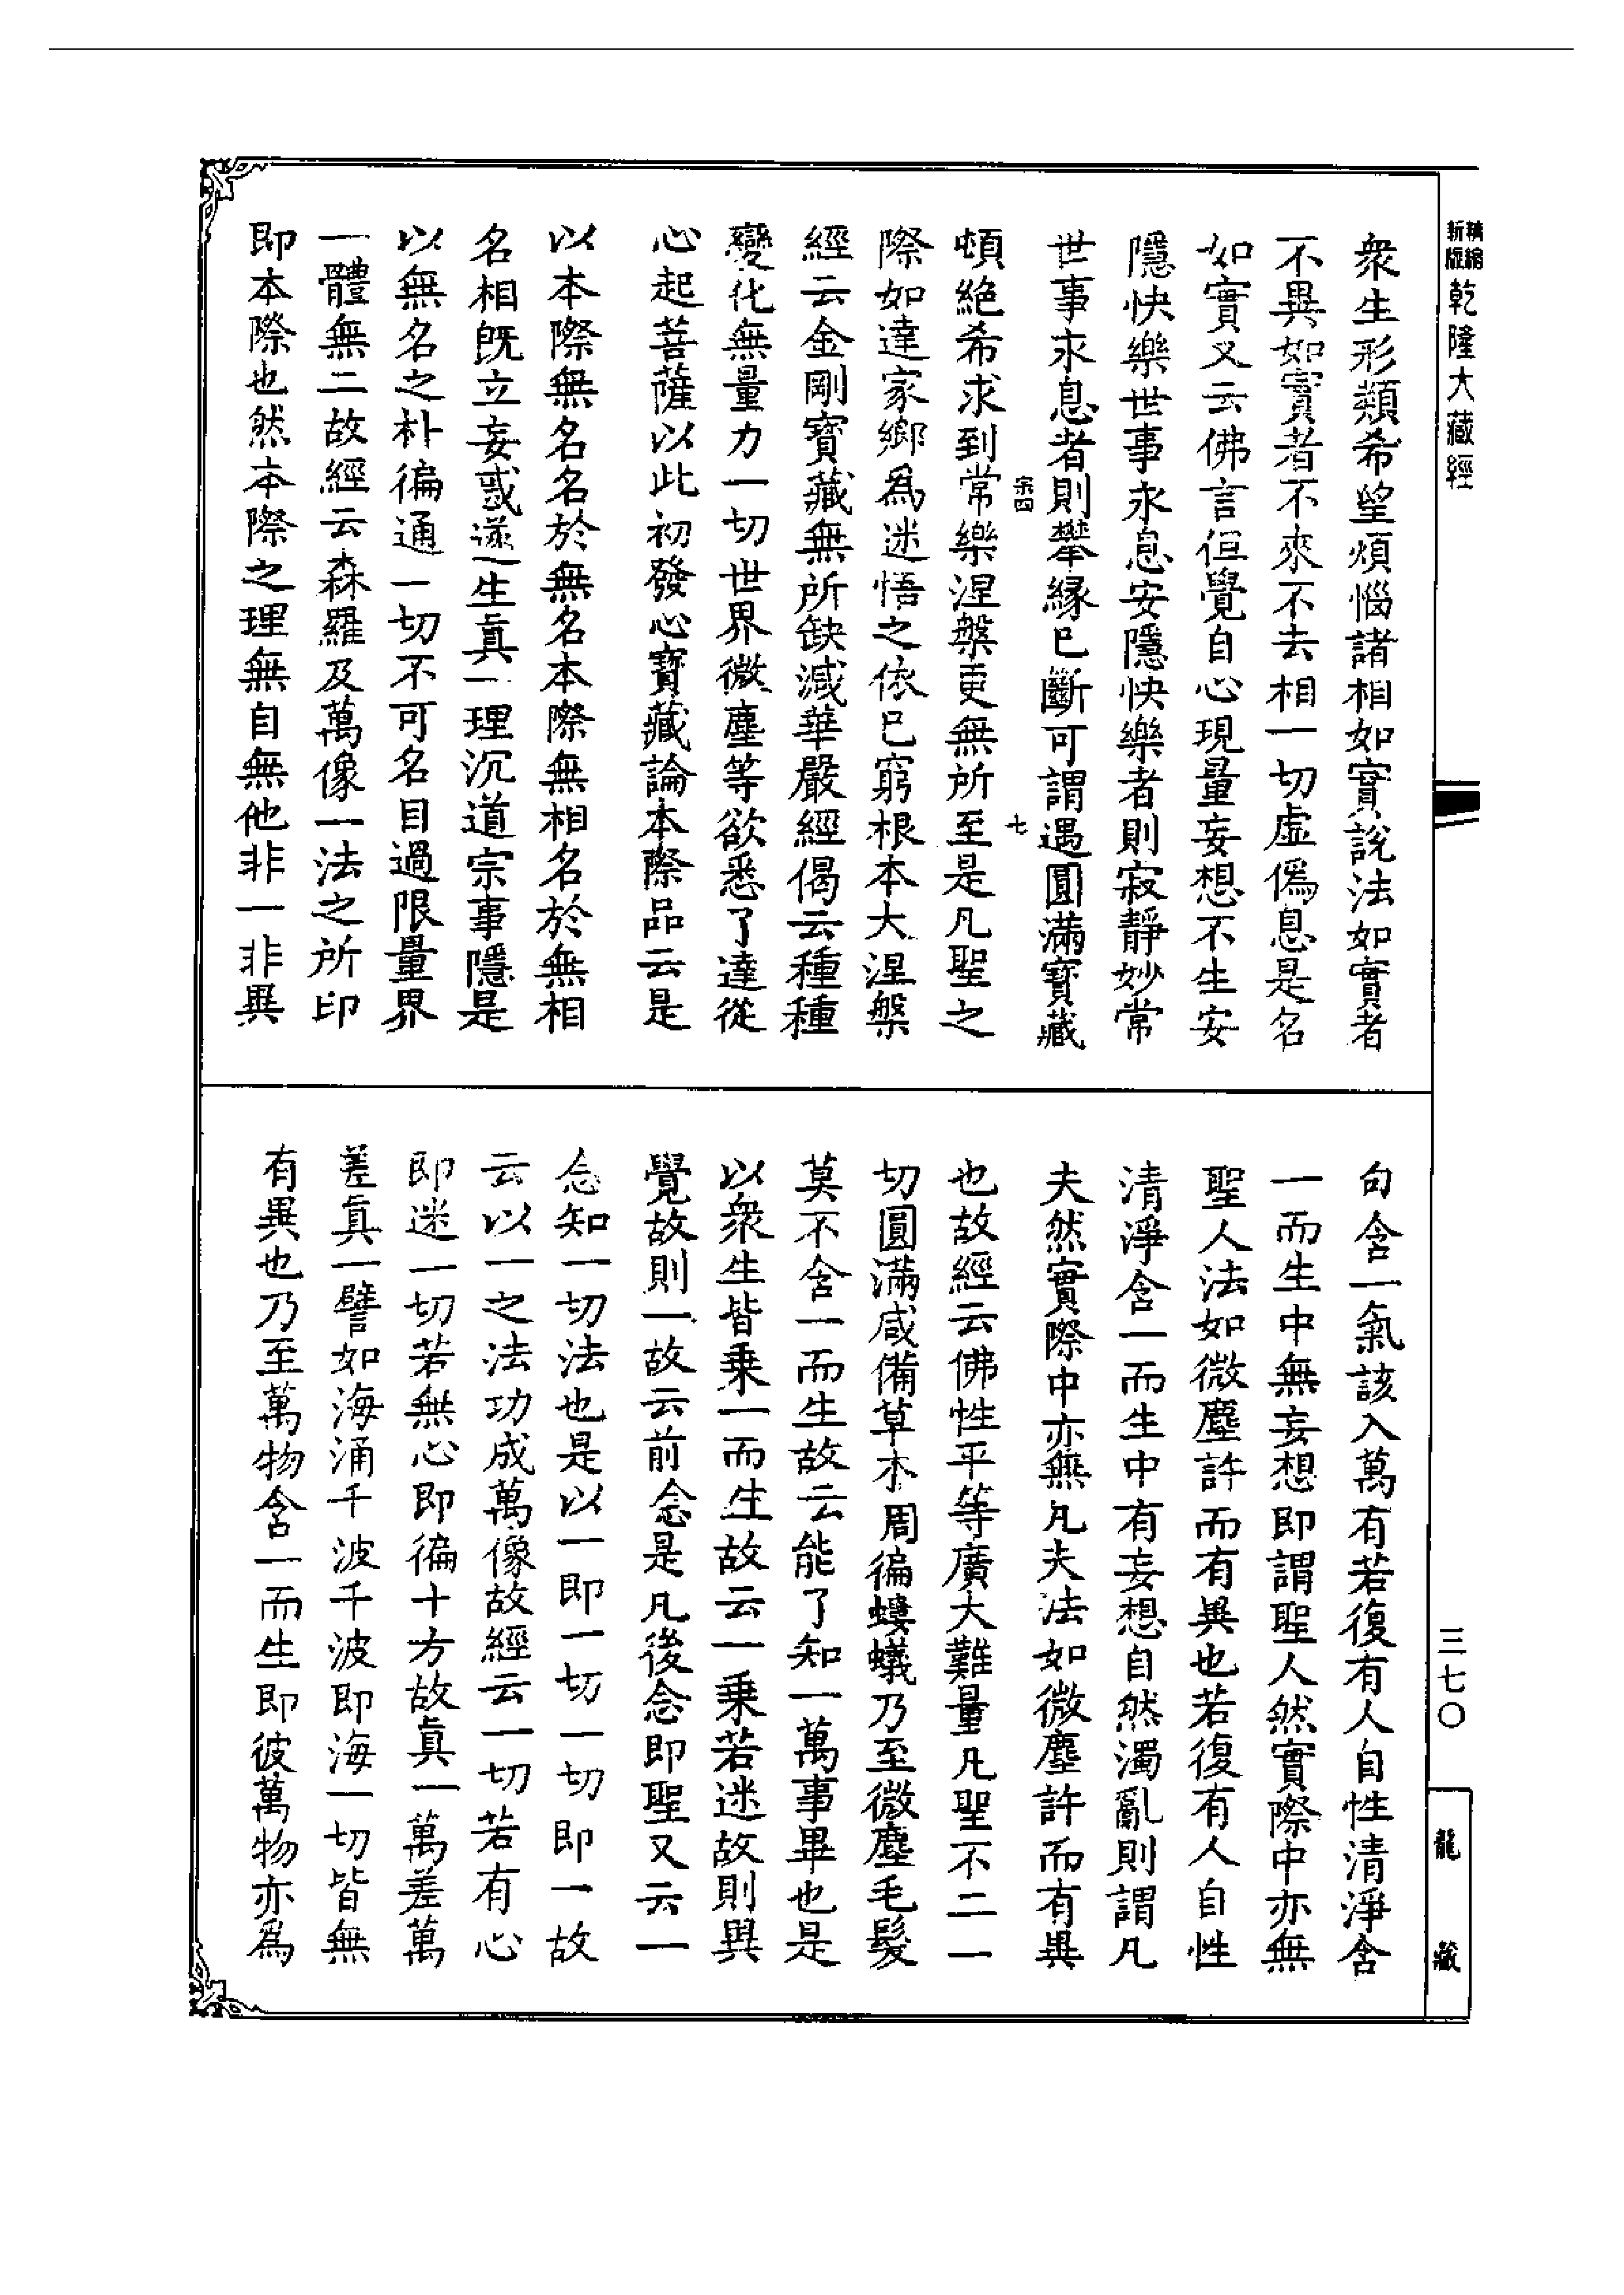 精縮
新版
乾隆大藏經
衆生形類希望煩惱諸相如實說法如實者
不異如實者不來不去相一切虛僞息是名
如實又云佛言但覺自心現量妄想不生安
隱快樂世事永息安隱快樂者則寂靜妙常
世事永息者則攀緣已斷可謂遇圓滿寶藏
宗四
七
頓絶希求到常樂涅槃更無所至是凡聖之
際如達家鄉爲迷悟之依已窮根本大涅槃
經云金剛寶藏無所缺減華嚴經偈云種種
變化無量力一切世界微塵等欲悉了達從
心起菩薩以此初發心寶藏論本際品云是
以本際無名名於無名本際無相名於無相
名相旣立妄惑遂生真一理沉道宗事隱是
以無名之朴徧通一切不可名目過限量界
一體無二故經云森羅及萬像一法之所印
即本際也然本際之理無自無他非一非異
句含一氣該入萬有若復有人自性清淨含
一而生中無妄想即謂聖人然實際中亦無
聖人法如微塵許而有異也若復有人自性
清淨含一而生中有妄想自然濁亂則謂凡
夫然實際中亦無凡夫法如微塵許而有異
也故經云佛性平等廣大難量凡聖不二一
切圓滿咸備草木周徧螻蟻乃至微塵毛髮
莫不含一而生故云能了知一萬事畢也是
以衆生皆乗一而生故云一乗若迷故則異
覺故則一故云前念是凡後念即聖又云一
念知一切法也是以一即一切一切即一故
云以一之法功成萬像故經云一切若有心
即迷一切若無心即徧十方故真一萬差萬
差真一譬如海涌千波千波即海一切皆無
有異也乃至萬物含一而生即彼萬物亦爲
三七〇
龍藏